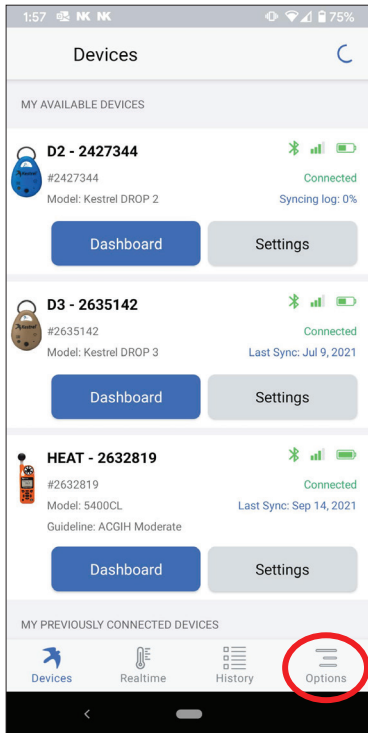 1:57 NK NK 75%
Devices
MY AVAILABLE DEVICES
D2 - 2427344
#2427344 Connected
Model: Kestrel DROP 2 Syncing log: 0%
Dashboard Settings
D3 - 2635142
#2635142 Connected
Model: Kestrel DROP 3 Last Sync: Jul 9, 2021
Dashboard Settings
HEAT - 2632819
#2632819 Connected
Model: 5400CL Last Sync: Sep 14, 2021
Guideline: ACGIH Moderate
Dashboard Settings
MY PREVIOUSLY CONNECTED DEVICES
Devices Realtime History Options